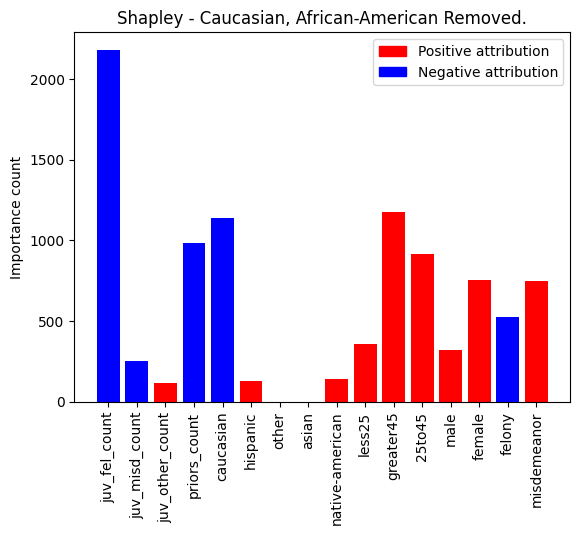 Shapley - Caucasian, African-American Removed.
Positive attribution
Negative attribution
Importance count
2000
1500
1000
500
0
juv_fel_count
juv_misd_count
juv_other_count
priors_count
caucasian
hispanic
other
asian
native-american
less25
greater45
25to45
male
female
felony
misdemeanor